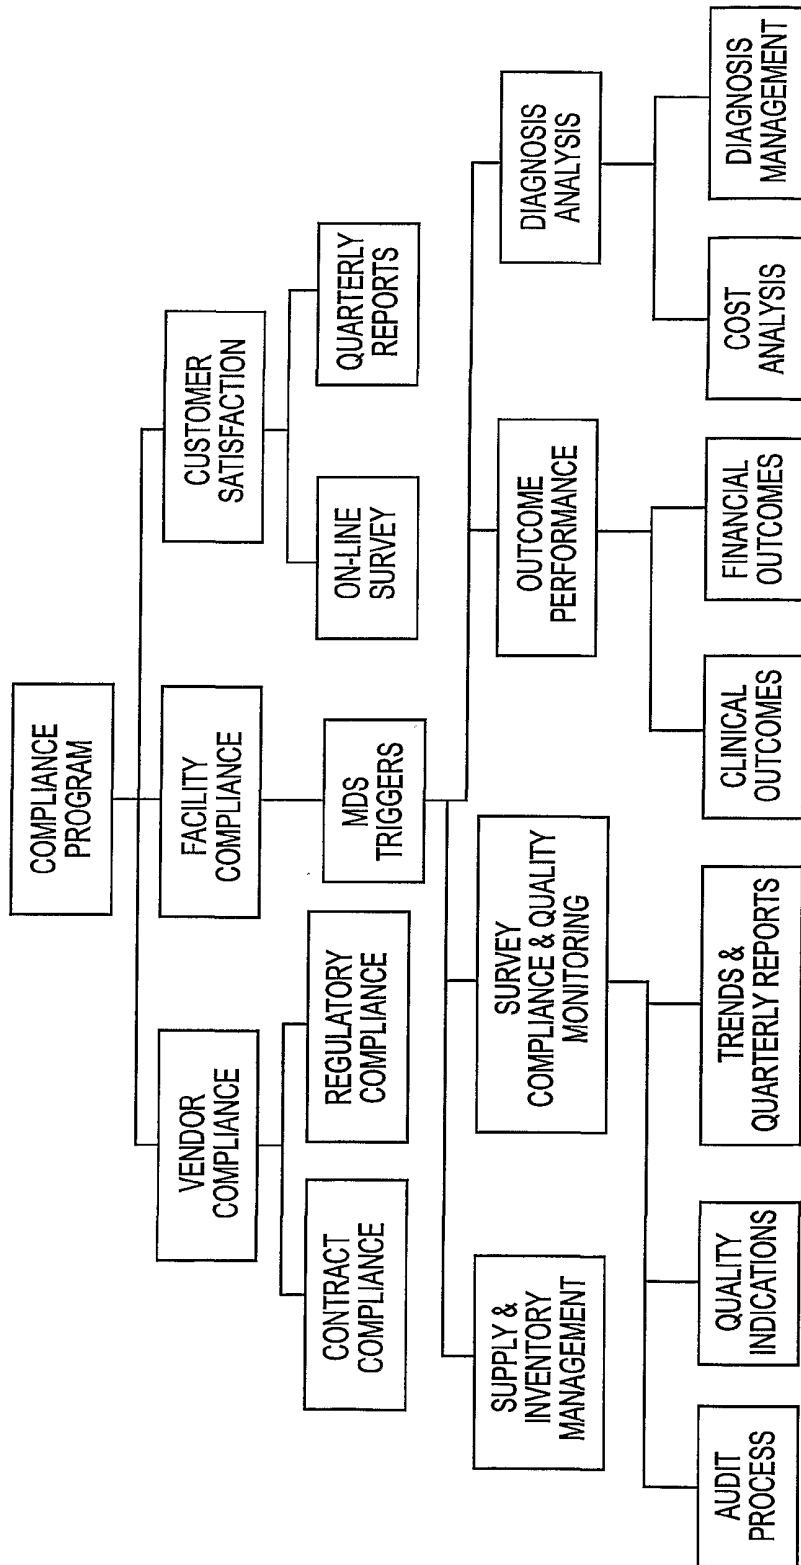 COMPLIANCE
PROGRAM
VENDOR
COMPLIANCE
FACILITY
COMPLIANCE
CUSTOMER
SATISFACTION
CONTRACT
COMPLIANCE
REGULATORY
COMPLIANCE
MDS
TRIGGERS
ON-LINE
SURVEY
QUARTERLY
REPORTS
SUPPLY &
INVENTORY
MANAGEMENT
SURVEY
COMPLIANCE & QUALITY
MONITORING
OUTCOME
PERFORMANCE
DIAGNOSIS
ANALYSIS
AUDIT
PROCESS
QUALITY
INDICATIONS
TRENDS &
QUARTERLY REPORTS
CLINICAL
OUTCOMES
FINANCIAL
OUTCOMES
COST
ANALYSIS
DIAGNOSIS
MANAGEMENT